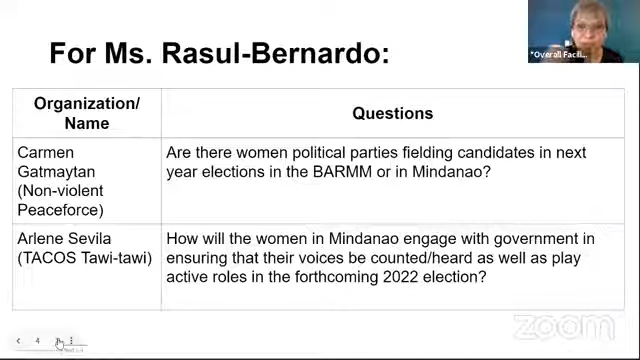 For Ms. Rasul-Bernardo:
*Overall Facili...
Organization/
Name
Questions
Carmen
Gatmaytan
(Non-violent
Peaceforce)
Are there women political parties fielding candidates in next
year elections in the BARMM or in Mindanao?
Arlene Sevila
(TACOS Tawi-tawi)
How will the women in Mindanao engage with government in
ensuring that their voices be counted/heard as well as play
active roles in the forthcoming 2022 election?
4
zoom